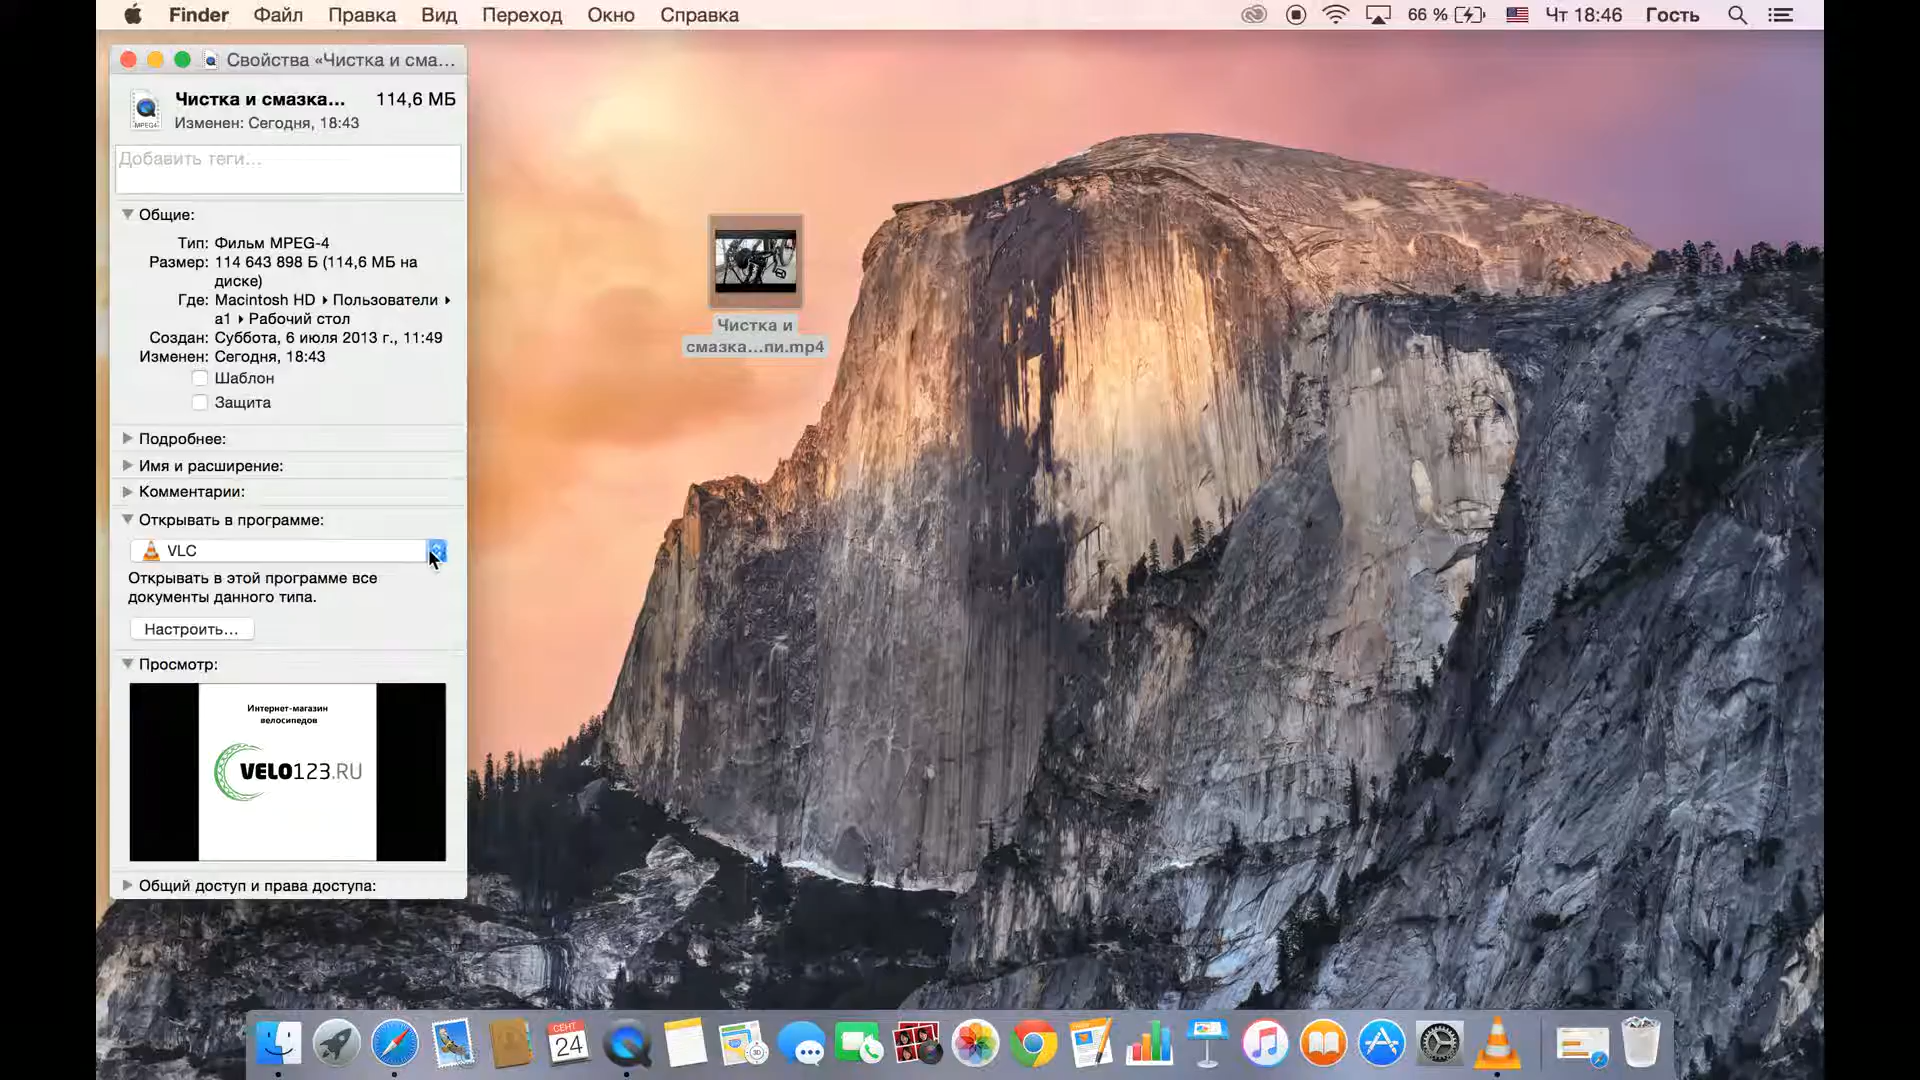 Finder Файл Правка Вид Переход Окно Справка 66 % Чт 18:46 Гость
Свойства «Чистка и сма...
Чистка и смазка... 114,6 МБ
Изменен: Сегодня, 18:43
MPEG4
Добавить теги...
Общие:
Тип: Фильм MPEG-4
Размер: 114 643 898 Б (114,6 МБ на
диске)
Где: Macintosh HD ▸ Пользователи ▸
a1 ▸ Рабочий стол
Создан: Суббота, 6 июля 2013 г., 11:49
Изменен: Сегодня, 18:43
Шаблон
Защита
Подробнее:
Имя и расширение:
Комментарии:
Открывать в программе:
VLC
Открывать в этой программе все
документы данного типа.
Настроить...
Просмотр:
Интернет-магазин
велосипедов
VELO123.RU
Общий доступ и права доступа:
Чистка и
смазка...пи.mp4
СЕНТ
24
3D